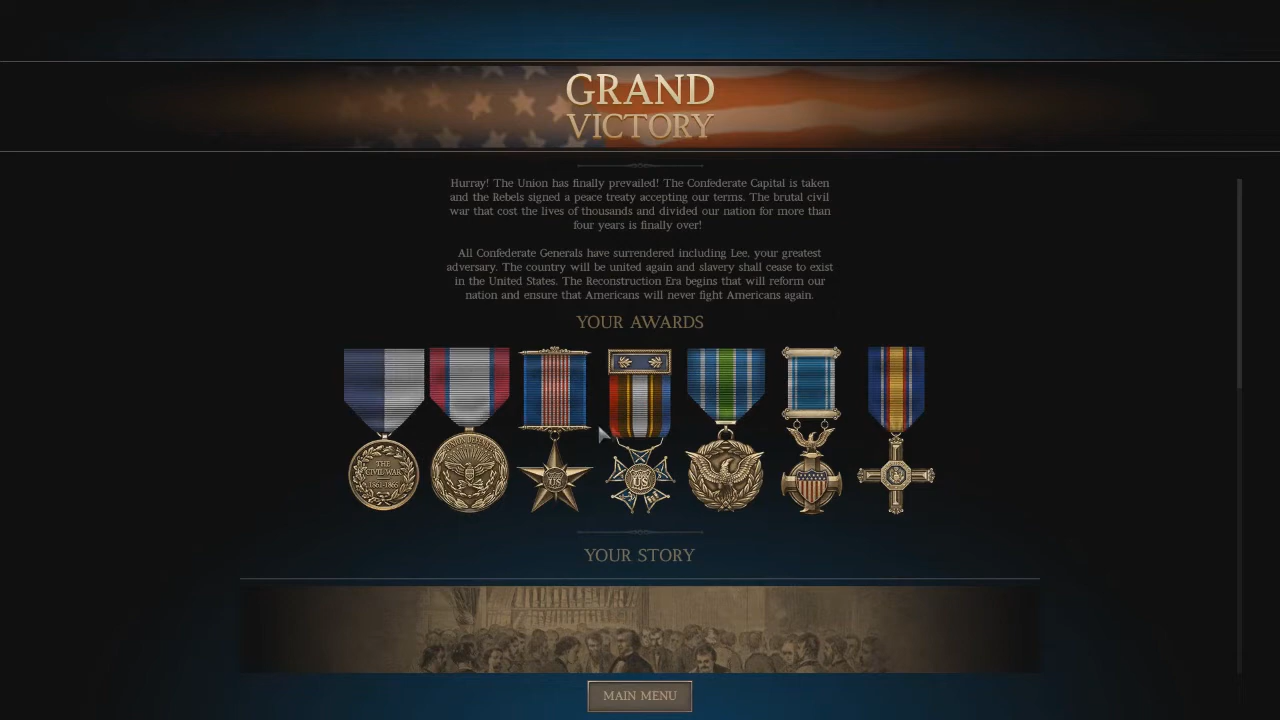 GRAND
VICTORY
Hurray! The Union has finally prevailed! The Confederate Capital is taken
and the Rebels signed a peace treaty accepting our terms. The brutal civil
war that cost the lives of thousands and divided our nation for more than
four years is finally over!
All Confederate Generals have surrendered including Lee, your greatest
adversary. The country will be united again and slavery shall cease to exist
in the United States. The Reconstruction Era begins that will reform our
nation and ensure that Americans will never fight Americans again.
YOUR AWARDS
THE
CIVIL WAR
1861-1865
US
US
YOUR STORY
MAIN MENU